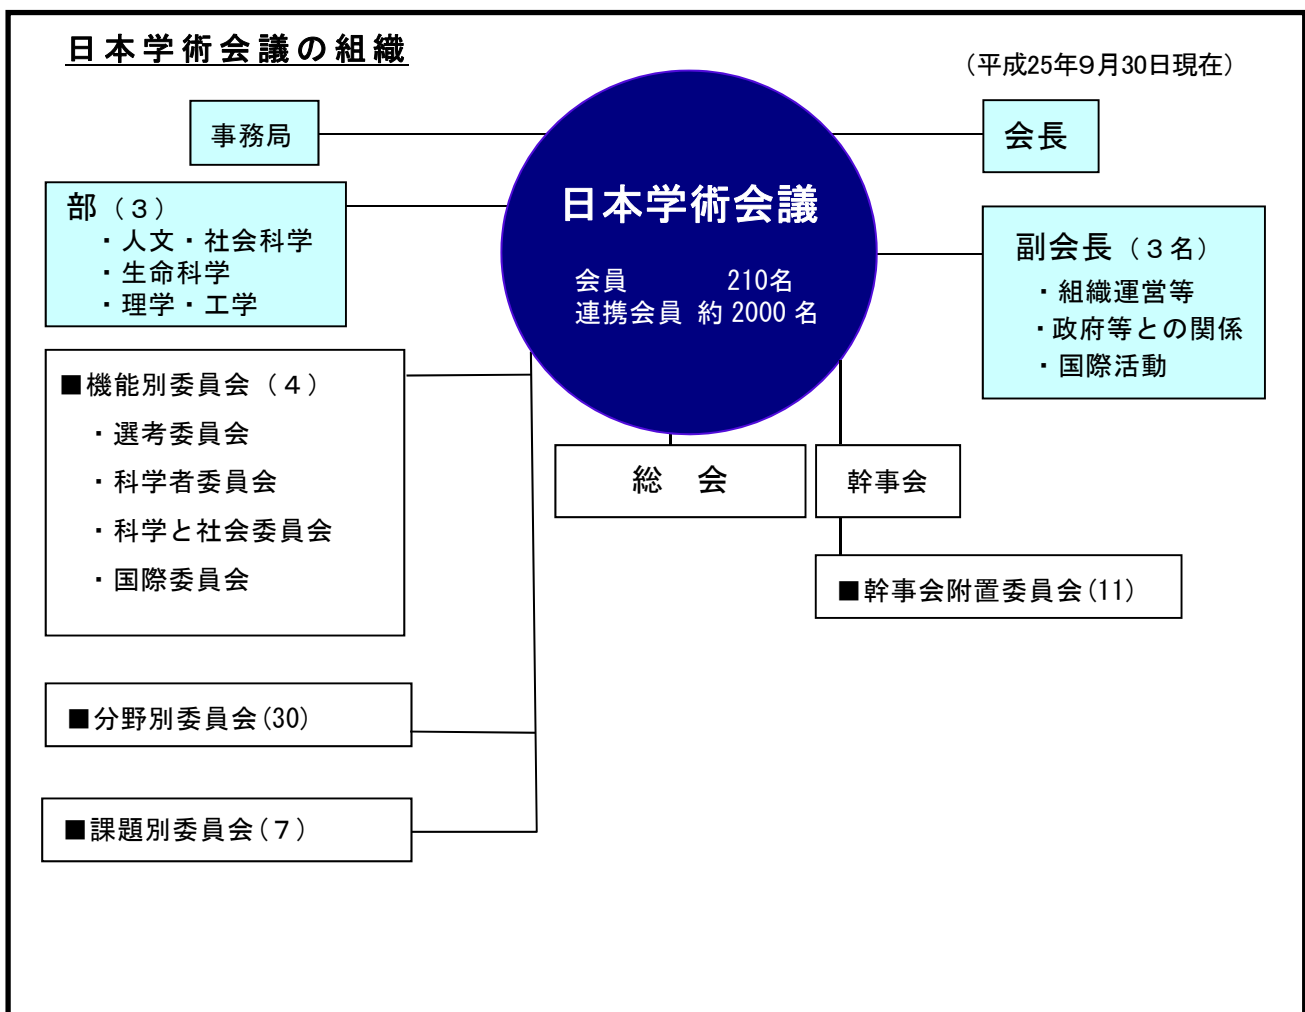 日本学術会議の組織
（平成25年9月30日現在）
事務局
会長
日本学術会議
会員 210名
連携会員 約 2000 名
部（３）
・人文・社会科学
・生命科学
・理学・工学
副会長（３名）
・組織運営等
・政府等との関係
・国際活動
■機能別委員会（４）
・選考委員会
・科学者委員会
・科学と社会委員会
・国際委員会
総　会
幹事会
■幹事会附置委員会(11)
■分野別委員会(30)
■課題別委員会(７)